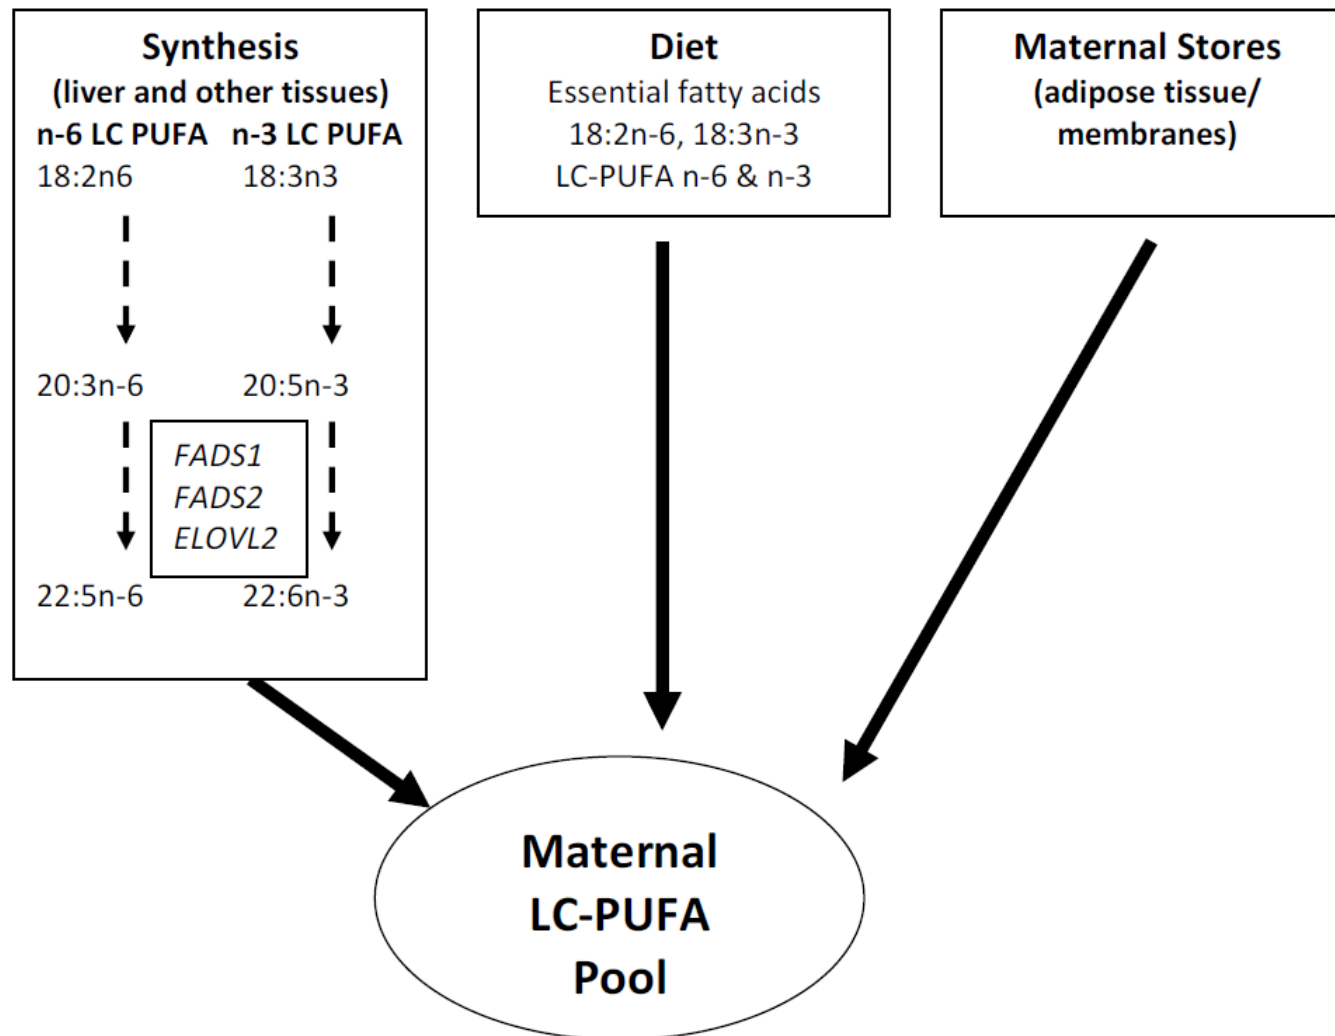 Synthesis
(liver and other tissues)
n-6 LC PUFA n-3 LC PUFA
18:2n6 18:3n3
20:3n-6 20:5n-3
FADS1
FADS2
ELOVL2
22:5n-6 22:6n-3
Diet
Essential fatty acids
18:2n-6, 18:3n-3
LC-PUFA n-6 & n-3
Maternal Stores
(adipose tissue/
membranes)
Maternal
LC-PUFA
Pool